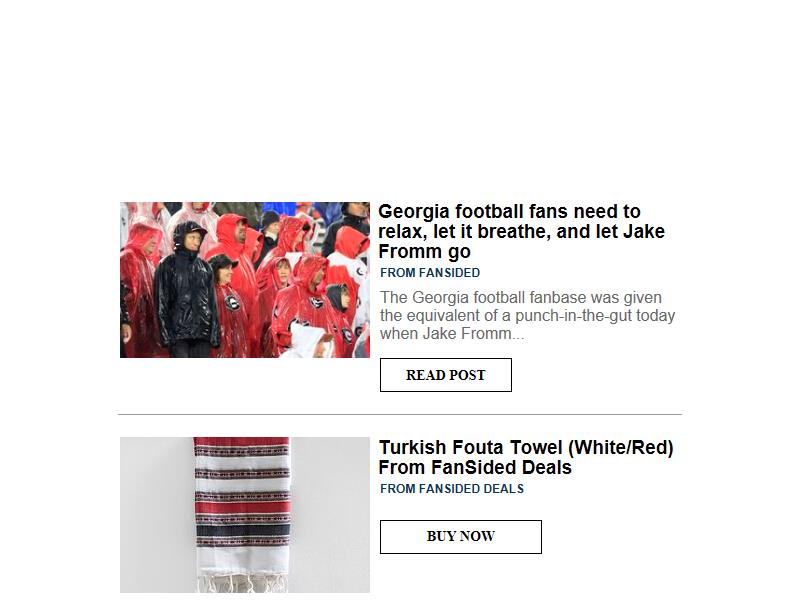 Georgia football fans need to
relax, let it breathe, and let Jake
Fromm go
FROM FANSIDED
The Georgia football fanbase was given
the equivalent of a punch-in-the-gut today
when Jake Fromm...
READ POST
Turkish Fouta Towel (White/Red)
From FanSided Deals
FROM FANSIDED DEALS
BUY NOW